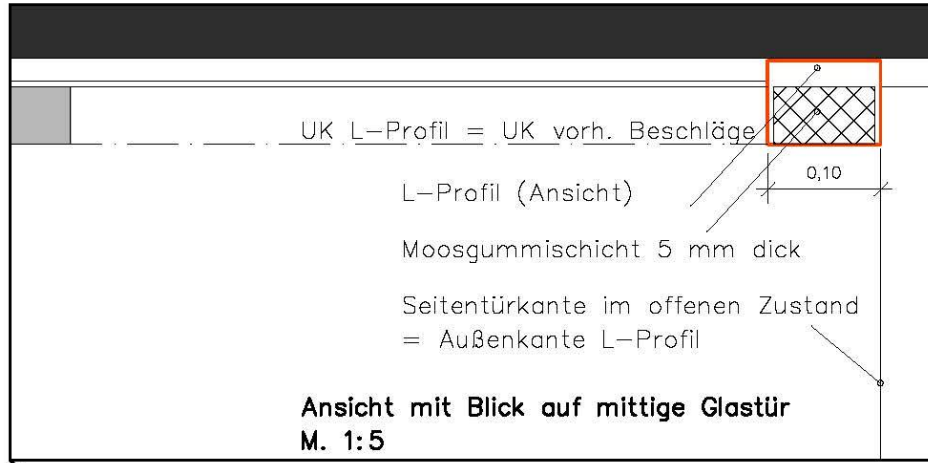 UK L-Profil = UK vorh. Beschläge
0,10
L-Profil (Ansicht)
Moosgummischicht 5 mm dick
Seitentürkante im offenen Zustand
= Außenkante L-Profil
Ansicht mit Blick auf mittige Glastür
M. 1:5